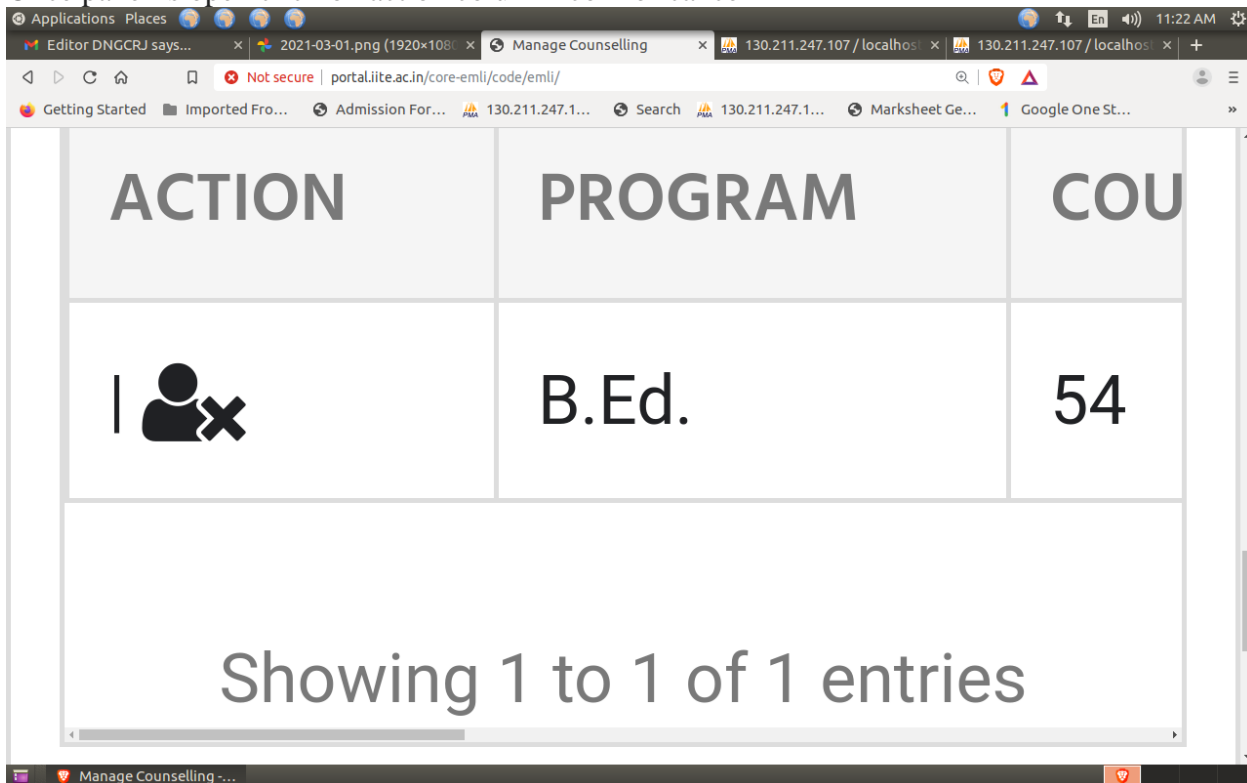 Applications Places En 11:22 AM
Editor DNGCRJ says... × 2021-03-01.png (1920×108 × Manage Counselling × 130.211.247.107 / localhos × 130.211.247.107 / localhos × +
Not secure | portal.iite.ac.in/core-emli/code/emli/
Getting Started Imported Fro... Admission For... 130.211.247.1... Search 130.211.247.1... Marksheet Ge... Google One St... »
ACTION PROGRAM COU
| B.Ed. 54
Showing 1 to 1 of 1 entries
Manage Counselling -...